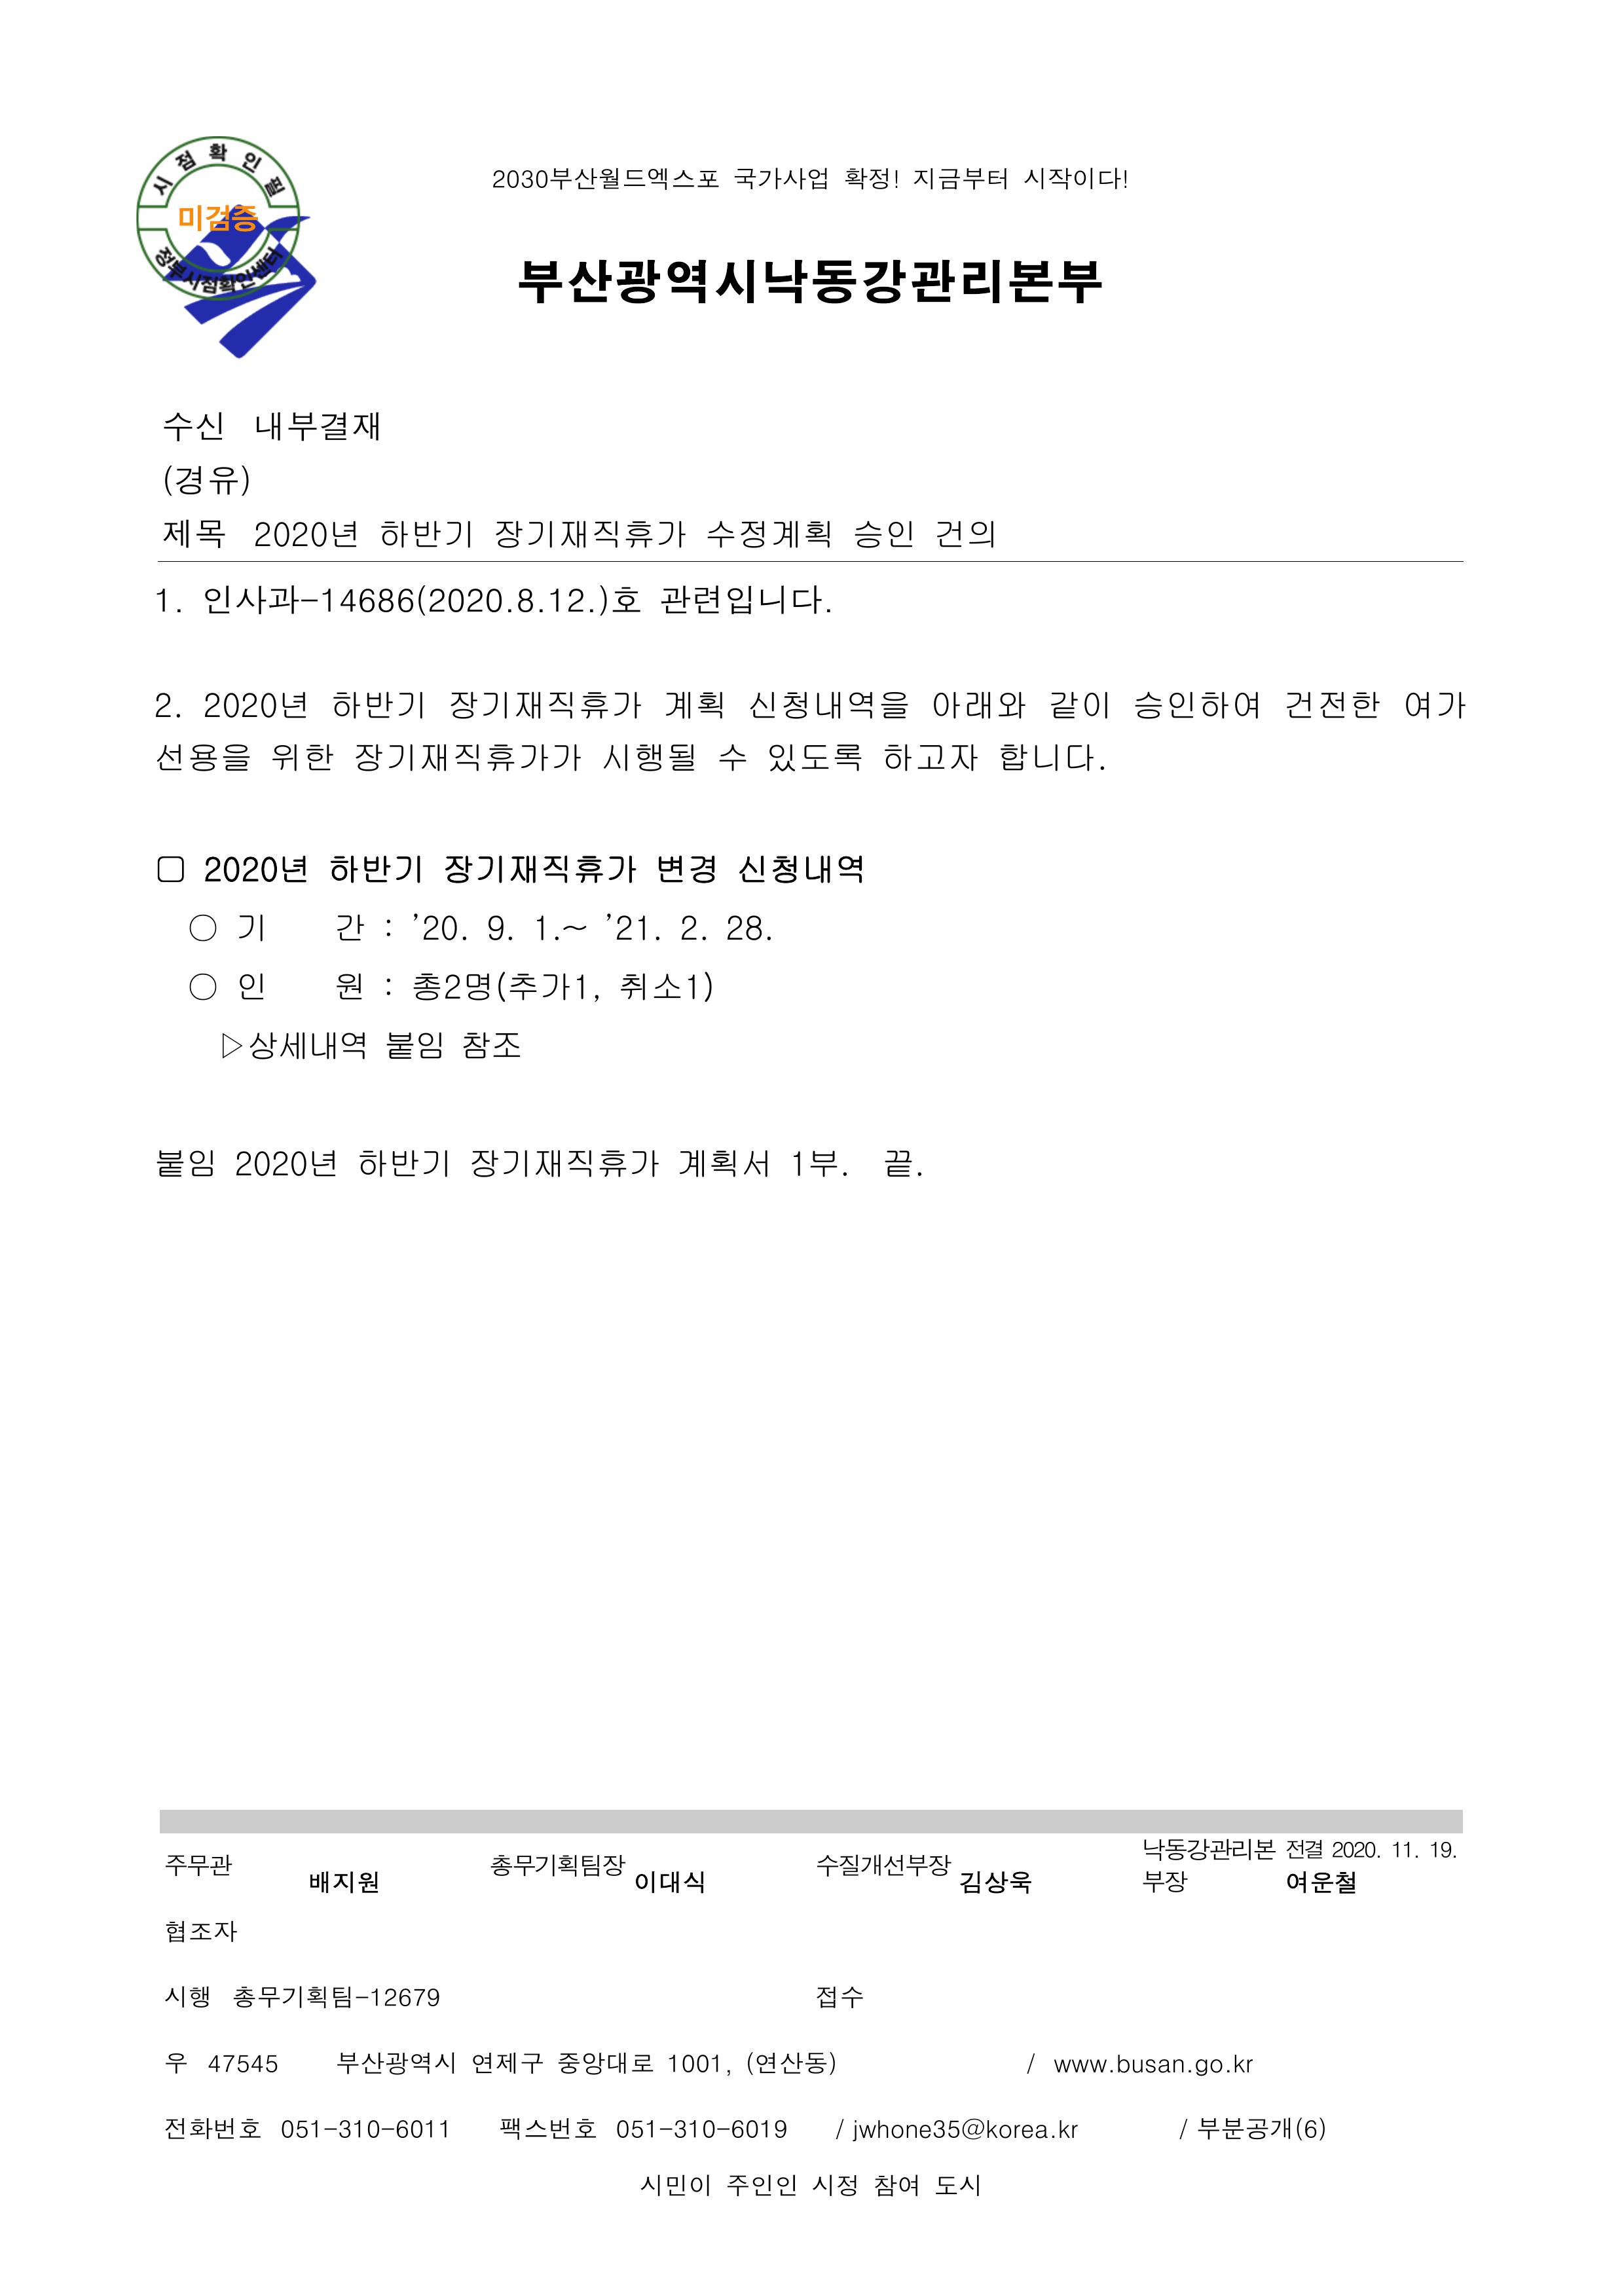 시점확인필
미검증
정부시점확인센터
2030부산월드엑스포 국가사업 확정! 지금부터 시작이다!
부산광역시낙동강관리본부
수신 내부결재
(경유)
제목 2020년 하반기 장기재직휴가 수정계획 승인 건의
1. 인사과-14686(2020.8.12.)호 관련입니다.
2. 2020년 하반기 장기재직휴가 계획 신청내역을 아래와 같이 승인하여 건전한 여가
선용을 위한 장기재직휴가가 시행될 수 있도록 하고자 합니다.
▢ 2020년 하반기 장기재직휴가 변경 신청내역
○ 기 간 : ’20. 9. 1.~ ’21. 2. 28.
○ 인 원 : 총2명(추가1, 취소1)
▷상세내역 붙임 참조
붙임 2020년 하반기 장기재직휴가 계획서 1부. 끝.
주무관 배지원 총무기획팀장 이대식 수질개선부장 김상욱 낙동강관리본부장 전결 2020. 11. 19. 여운철
협조자
시행 총무기획팀-12679 접수
우 47545 부산광역시 연제구 중앙대로 1001, (연산동) / www.busan.go.kr
전화번호 051-310-6011 팩스번호 051-310-6019 / jwhone35@korea.kr / 부분공개(6)
시민이 주인인 시정 참여 도시